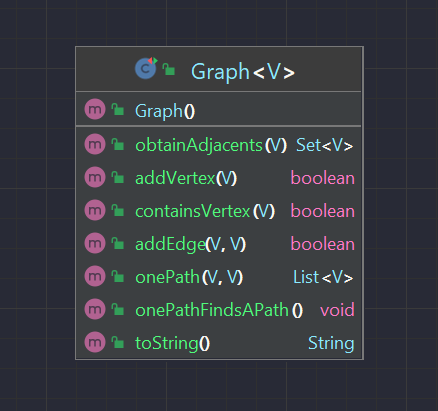 Graph<V>
Graph()
obtainAdjacents(V) Set<V>
addVertex(V) boolean
containsVertex(V) boolean
addEdge(V, V) boolean
onePath(V, V) List<V>
onePathFindsAPath() void
toString() String